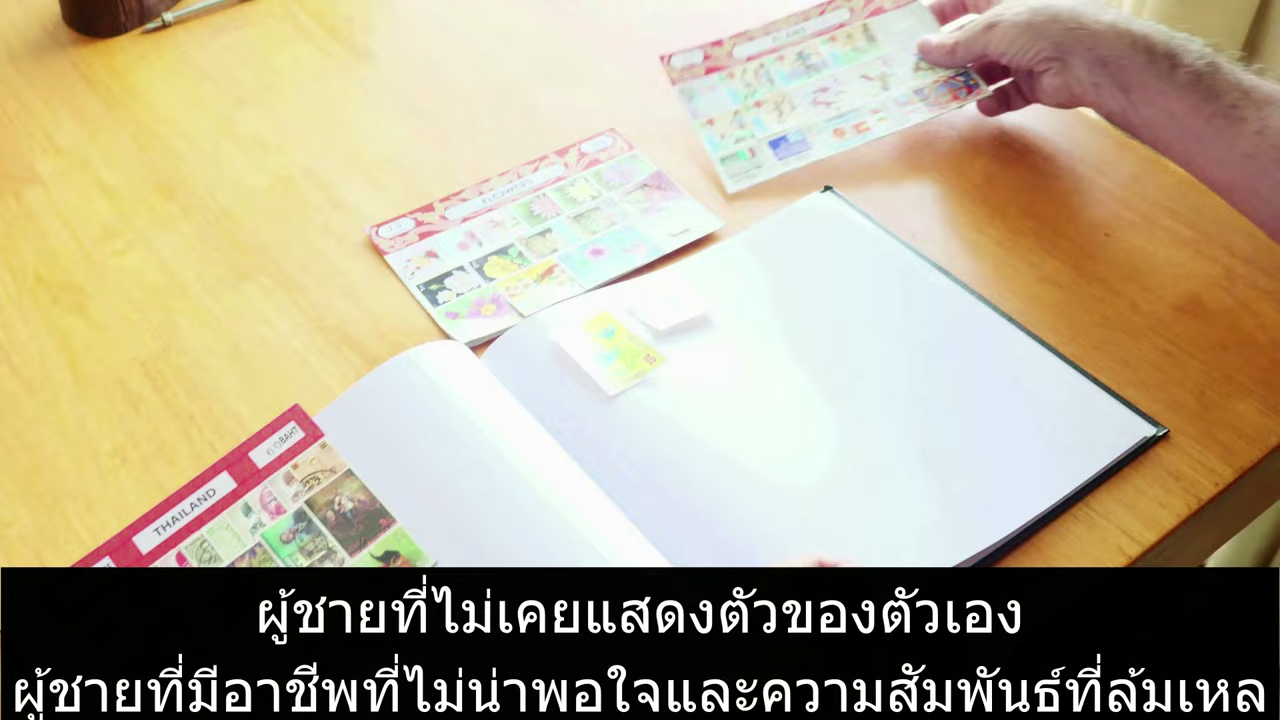 FLOWERS
THAILAND
BAHT
ผู้ชายที่ไม่เคยแสดงตัวของตัวเอง
ผู้ชายที่มีอาชีพที่ไม่น่าพอใจและความสัมพันธ์ที่ล้มเหล